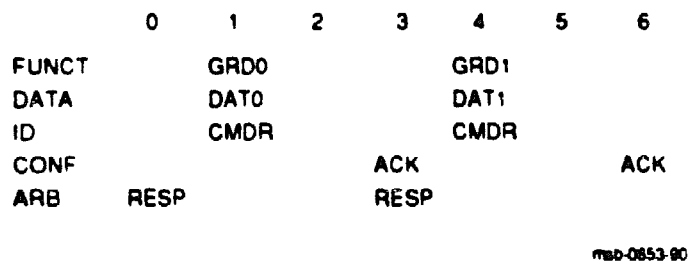 0 1 2 3 4 5 6
FUNCT GRD0 GRD1
DATA DAT0 DAT1
ID CMDR CMDR
CONF ACK ACK
ARB RESP RESP
msb-0853-90